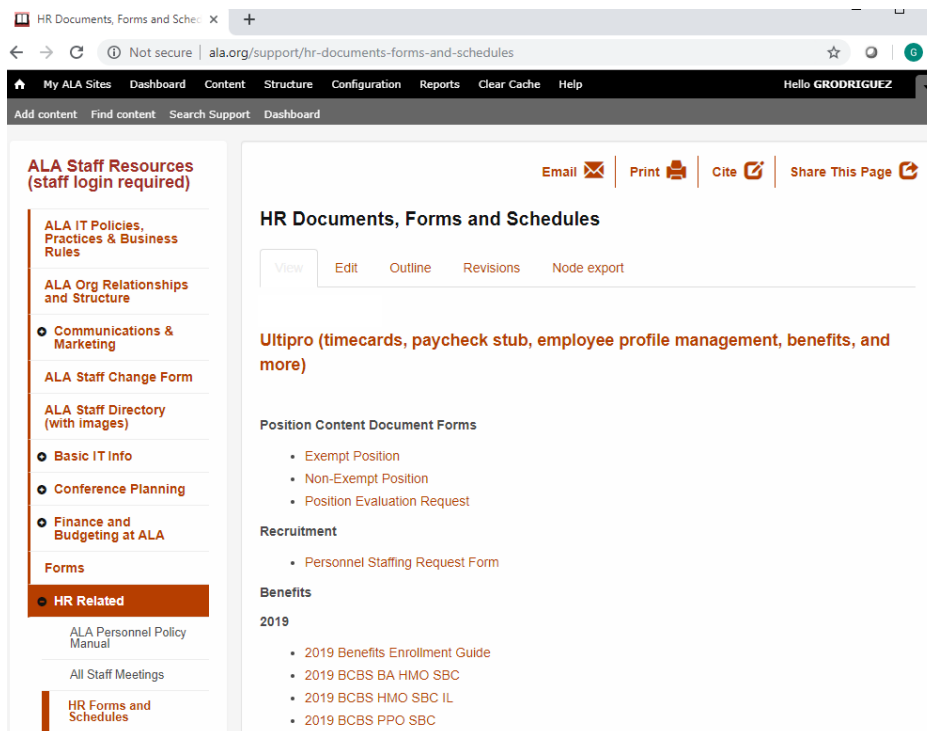 HR Documents, Forms and Sched
Not secure ala.org/support/hr-documents-forms-and-schedules
G
My ALA Sites Dashboard Content Structure Configuration Reports Clear Cache Help Hello GRODRIGUEZ
Add content Find content Search Support Dashboard
ALA Staff Resources
(staff login required)
ALA IT Policies,
Practices & Business
Rules
ALA Org Relationships
and Structure
Communications &
Marketing
ALA Staff Change Form
ALA Staff Directory
(with images)
Basic IT Info
Conference Planning
Finance and
Budgeting at ALA
Forms
HR Related
ALA Personnel Policy
Manual
All Staff Meetings
HR Forms and
Schedules
Email Print Cite Share This Page
HR Documents, Forms and Schedules
View Edit Outline Revisions Node export
Ultipro (timecards, paycheck stub, employee profile management, benefits, and
more)
Position Content Document Forms
Exempt Position
Non-Exempt Position
Position Evaluation Request
Recruitment
Personnel Staffing Request Form
Benefits
2019
2019 Benefits Enrollment Guide
2019 BCBS BA HMO SBC
2019 BCBS HMO SBC IL
2019 BCBS PPO SBC